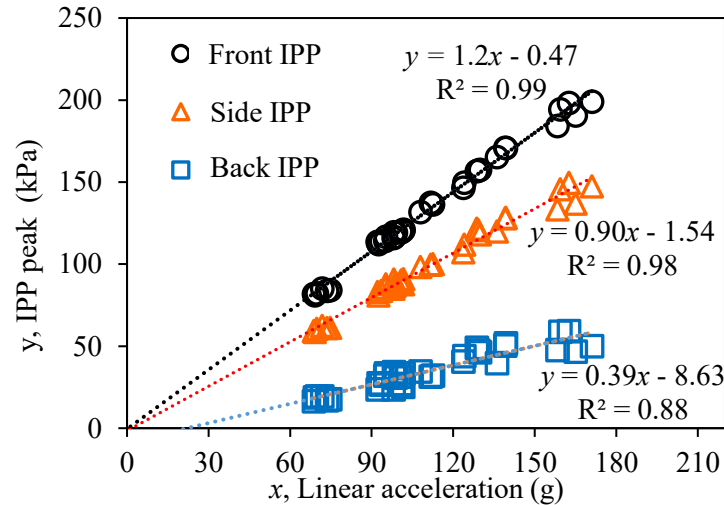 250
200
150
100
50
0
y, IPP peak  (kPa)
Front IPP
Side IPP
Back IPP
y = 1.2x - 0.47
R² = 0.99
y = 0.90x - 1.54
R² = 0.98
y = 0.39x - 8.63
R² = 0.88
0 30 60 90 120 150 180 210
x, Linear acceleration (g)